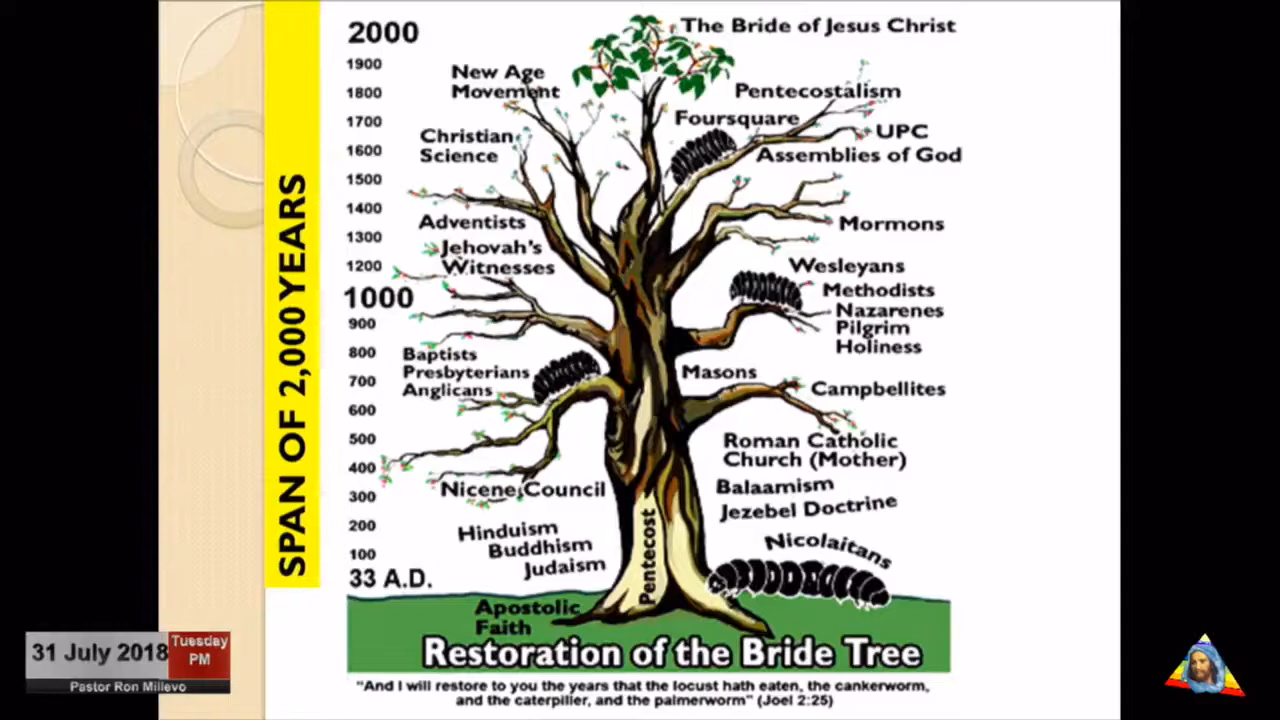 2000
The Bride of Jesus Christ
1900
1800
1700
1600
1500
1400
1300
1200
1000
900
800
700
600
500
400
300
200
100
33 A.D.
SPAN OF 2,000 YEARS
New Age
Movement
Pentecostalism
Foursquare
UPC
Christian
Science
Assemblies of God
Adventists
Mormons
Jehovah's
Witnesses
Wesleyans
Methodists
Nazarenes
Pilgrim
Holiness
Baptists
Presbyterians
Anglicans
Masons
Campbellites
Roman Catholic
Church (Mother)
Nicene Council
Balaamism
Jezebel Doctrine
Hinduism
Buddhism
Judaism
Pentecost
Nicolaitans
Apostolic
Faith
Restoration of the Bride Tree
"And I will restore to you the years that the locust hath eaten, the cankerworm,
and the caterpiller, and the palmerworm" (Joel 2:25)
31 July 2018
Tuesday
PM
Pastor Ron Millevo